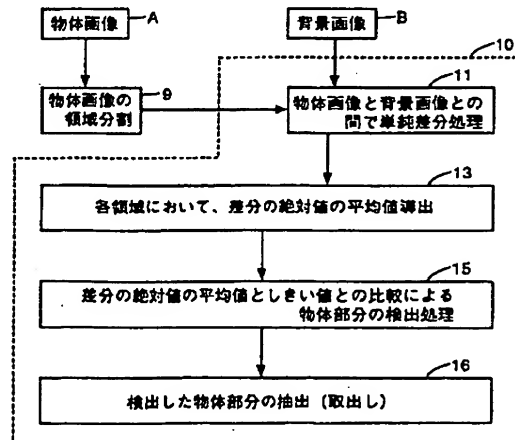 物体画像
A
背景画像
B
10
物体画像の
領域分割
9
11
物体画像と背景画像との
間で単純差分処理
13
各領域において、差分の絶対値の平均値導出
15
差分の絶対値の平均値としきい値との比較による
物体部分の検出処理
16
検出した物体部分の抽出(取出し)